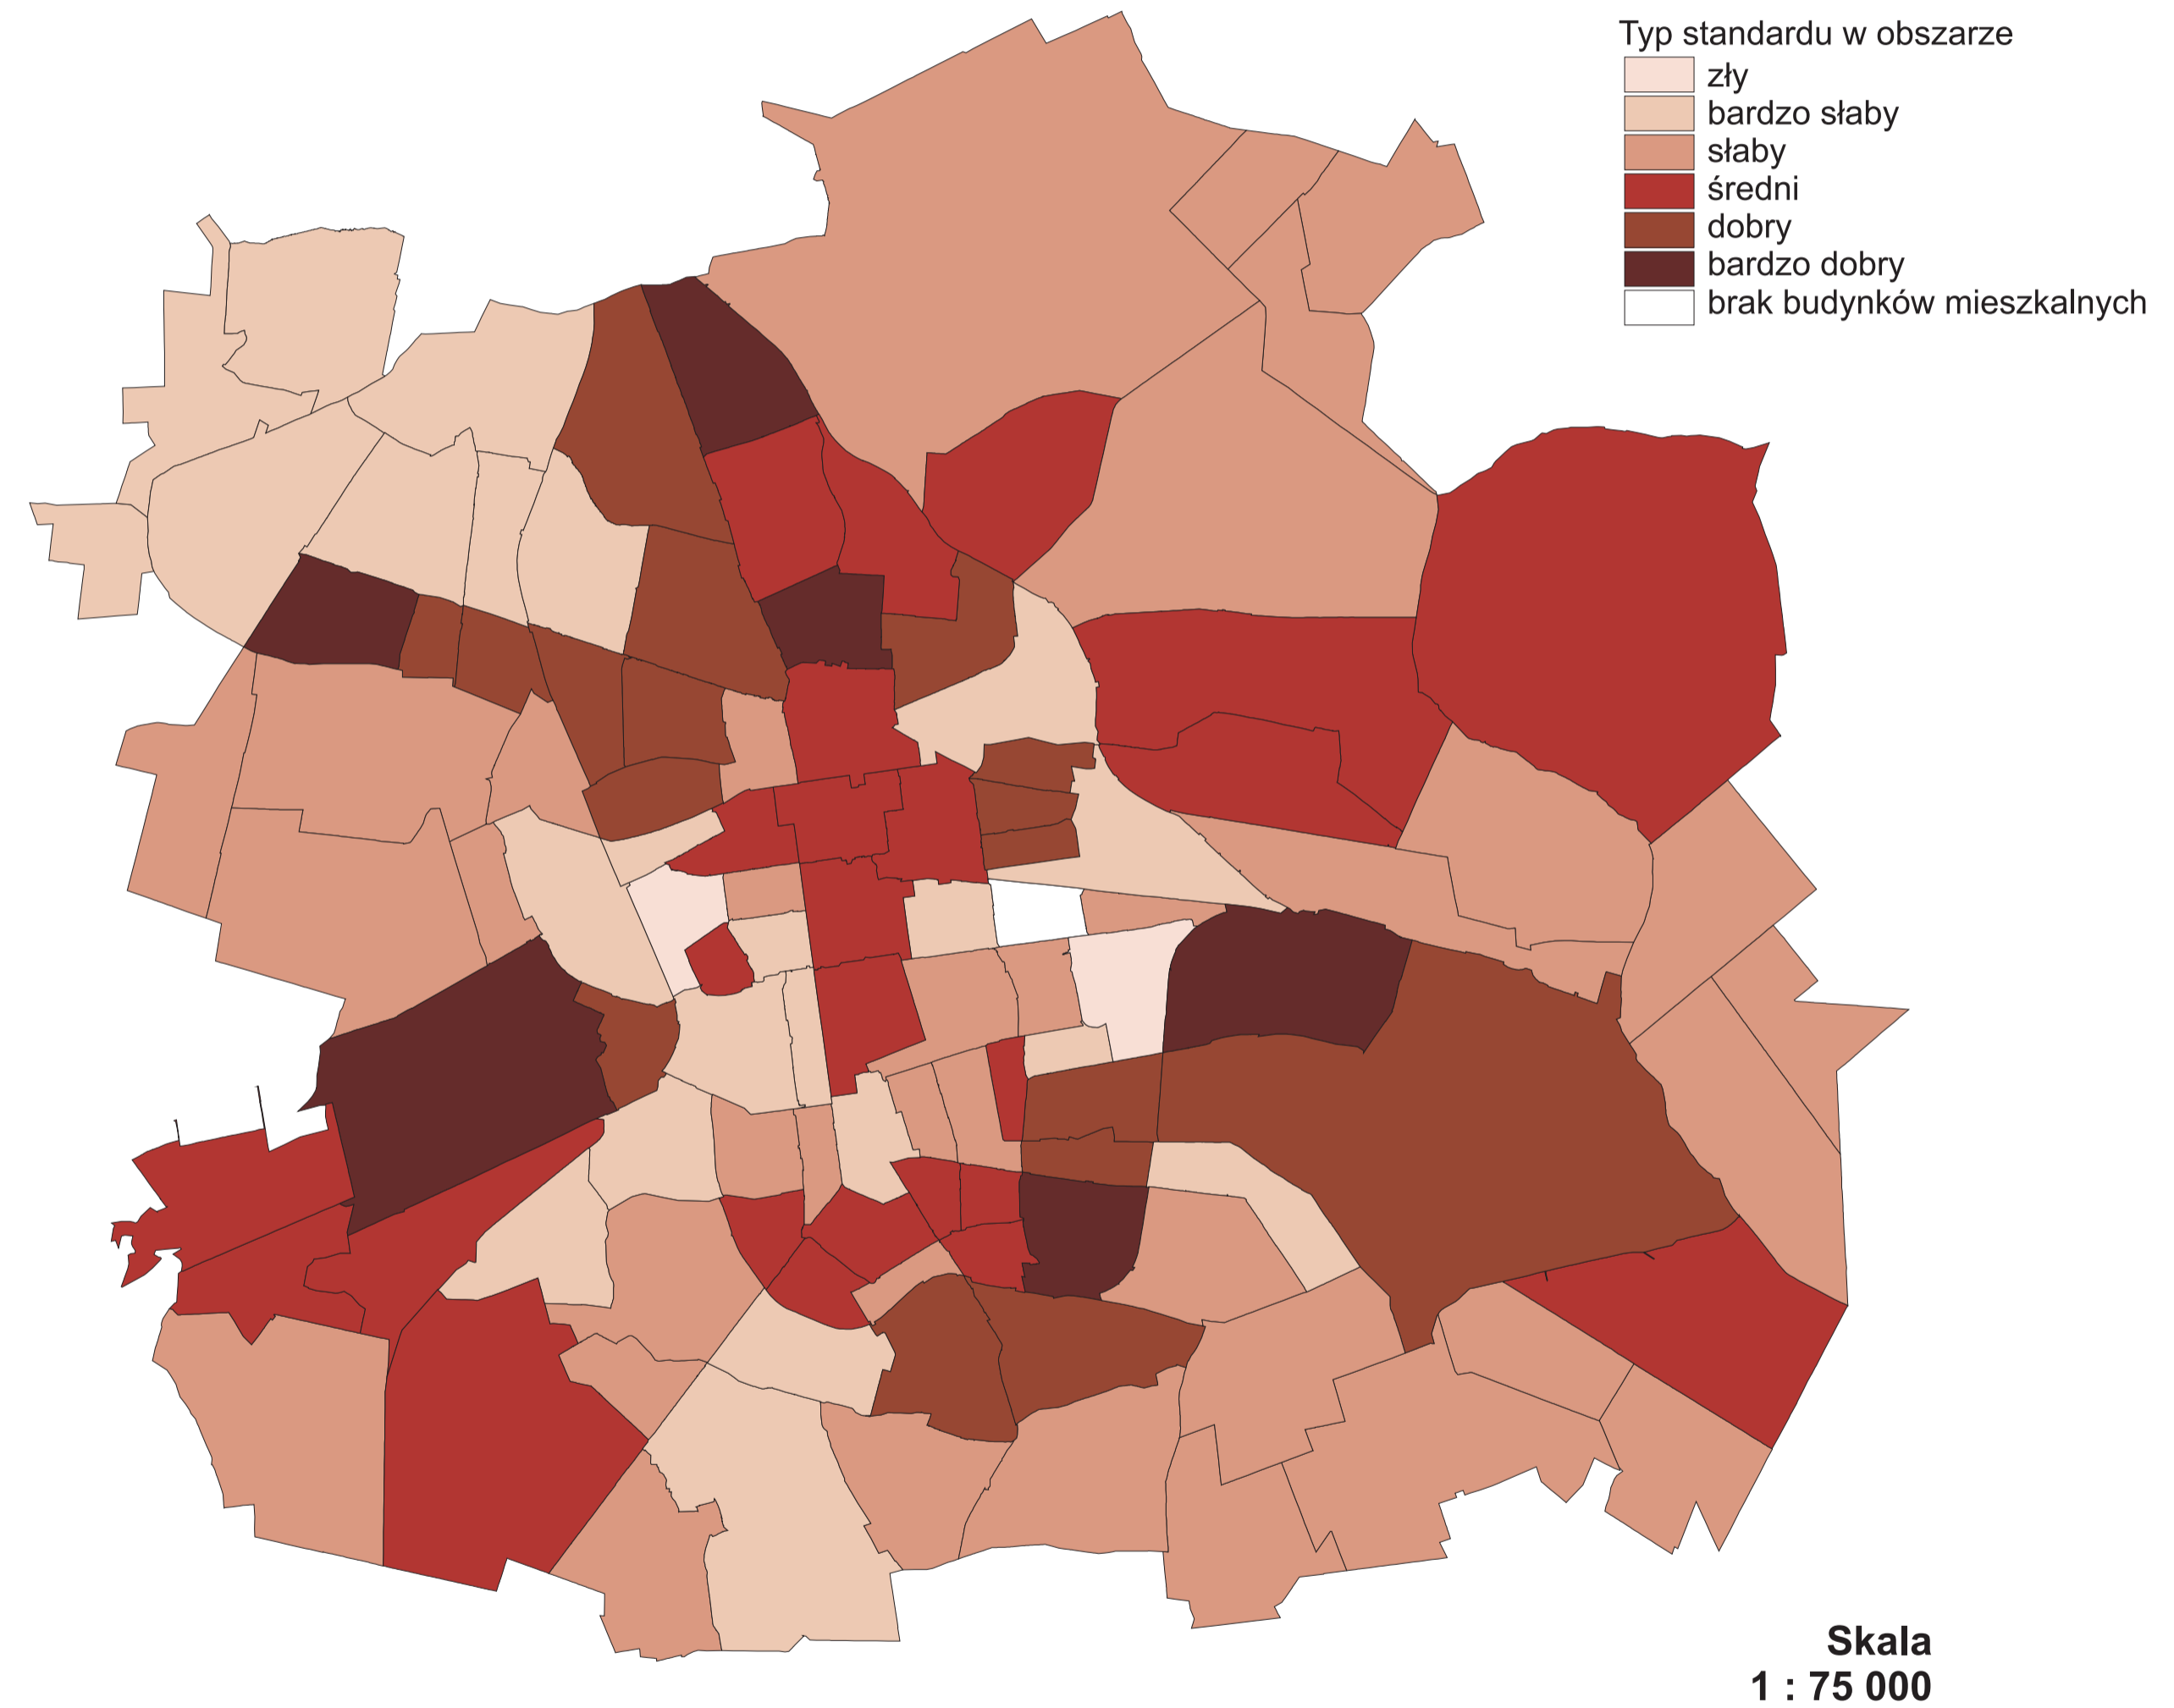 Typ standardu w obszarze
zły
bardzo słaby
słaby
średni
dobry
bardzo dobry
brak budynków mieszkalnych
Skala
1 : 75 000